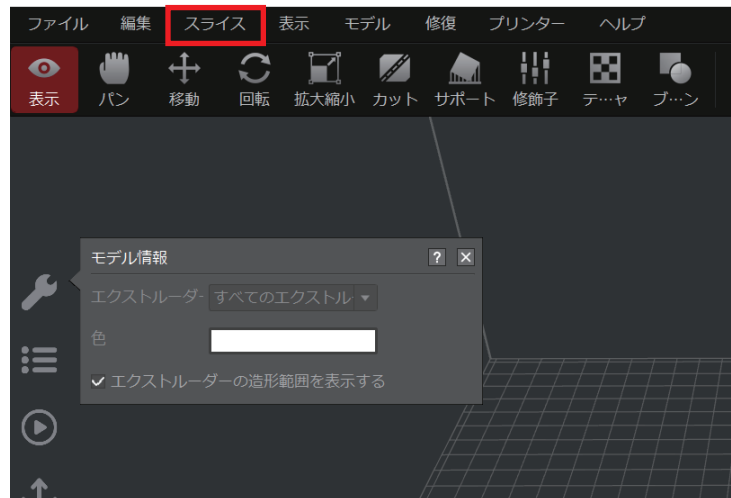 ファイル 編集 スライス 表示 モデル 修復 プリンター ヘルプ
表示 パン 移動 回転 拡大縮小 カット サポート 修飾子 テ…ャ ブ…ン
モデル情報 ? ×
エクストルーダ- すべてのエクストル
色
エクストルーダーの造形範囲を表示する